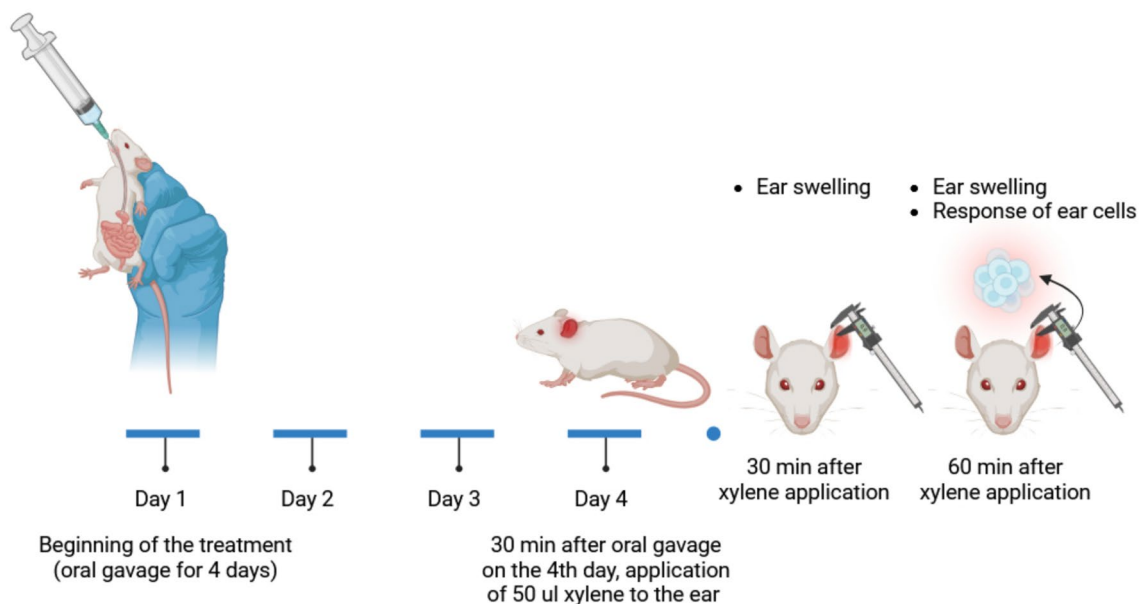 • Ear swelling
• Ear swelling
• Response of ear cells
Day 1
Day 2
Day 3
Day 4
30 min after
xylene application
60 min after
xylene application
Beginning of the treatment
(oral gavage for 4 days)
30 min after oral gavage
on the 4th day, application
of 50 ul xylene to the ear